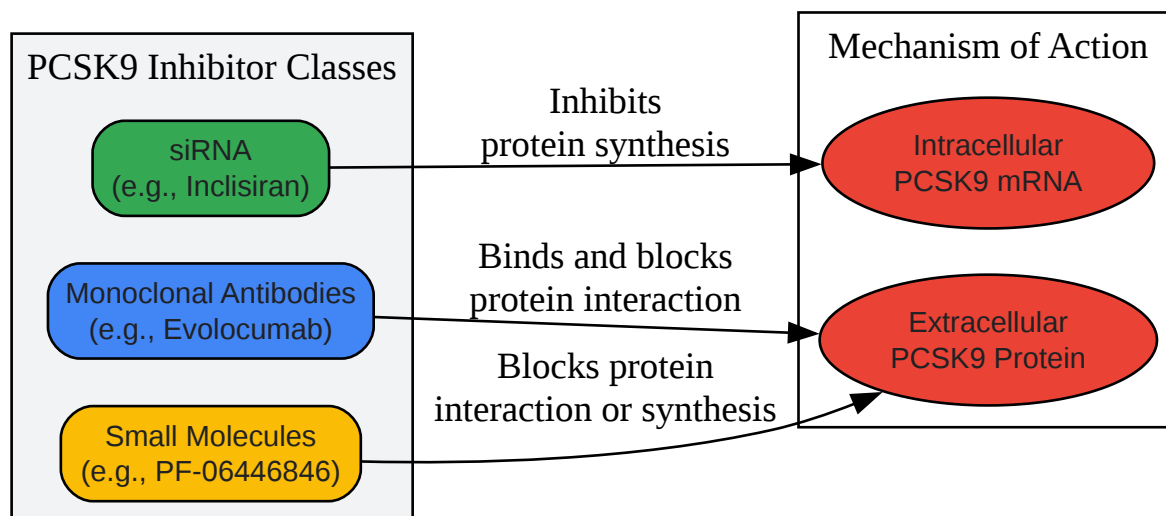 PCSK9 Inhibitor Classes
siRNA
(e.g., Inclisiran)
Monoclonal Antibodies
(e.g., Evolocumab)
Small Molecules
(e.g., PF-06446846)
Inhibits
protein synthesis
Binds and blocks
protein interaction
Blocks protein
interaction or synthesis
Mechanism of Action
Intracellular
PCSK9 mRNA
Extracellular
PCSK9 Protein